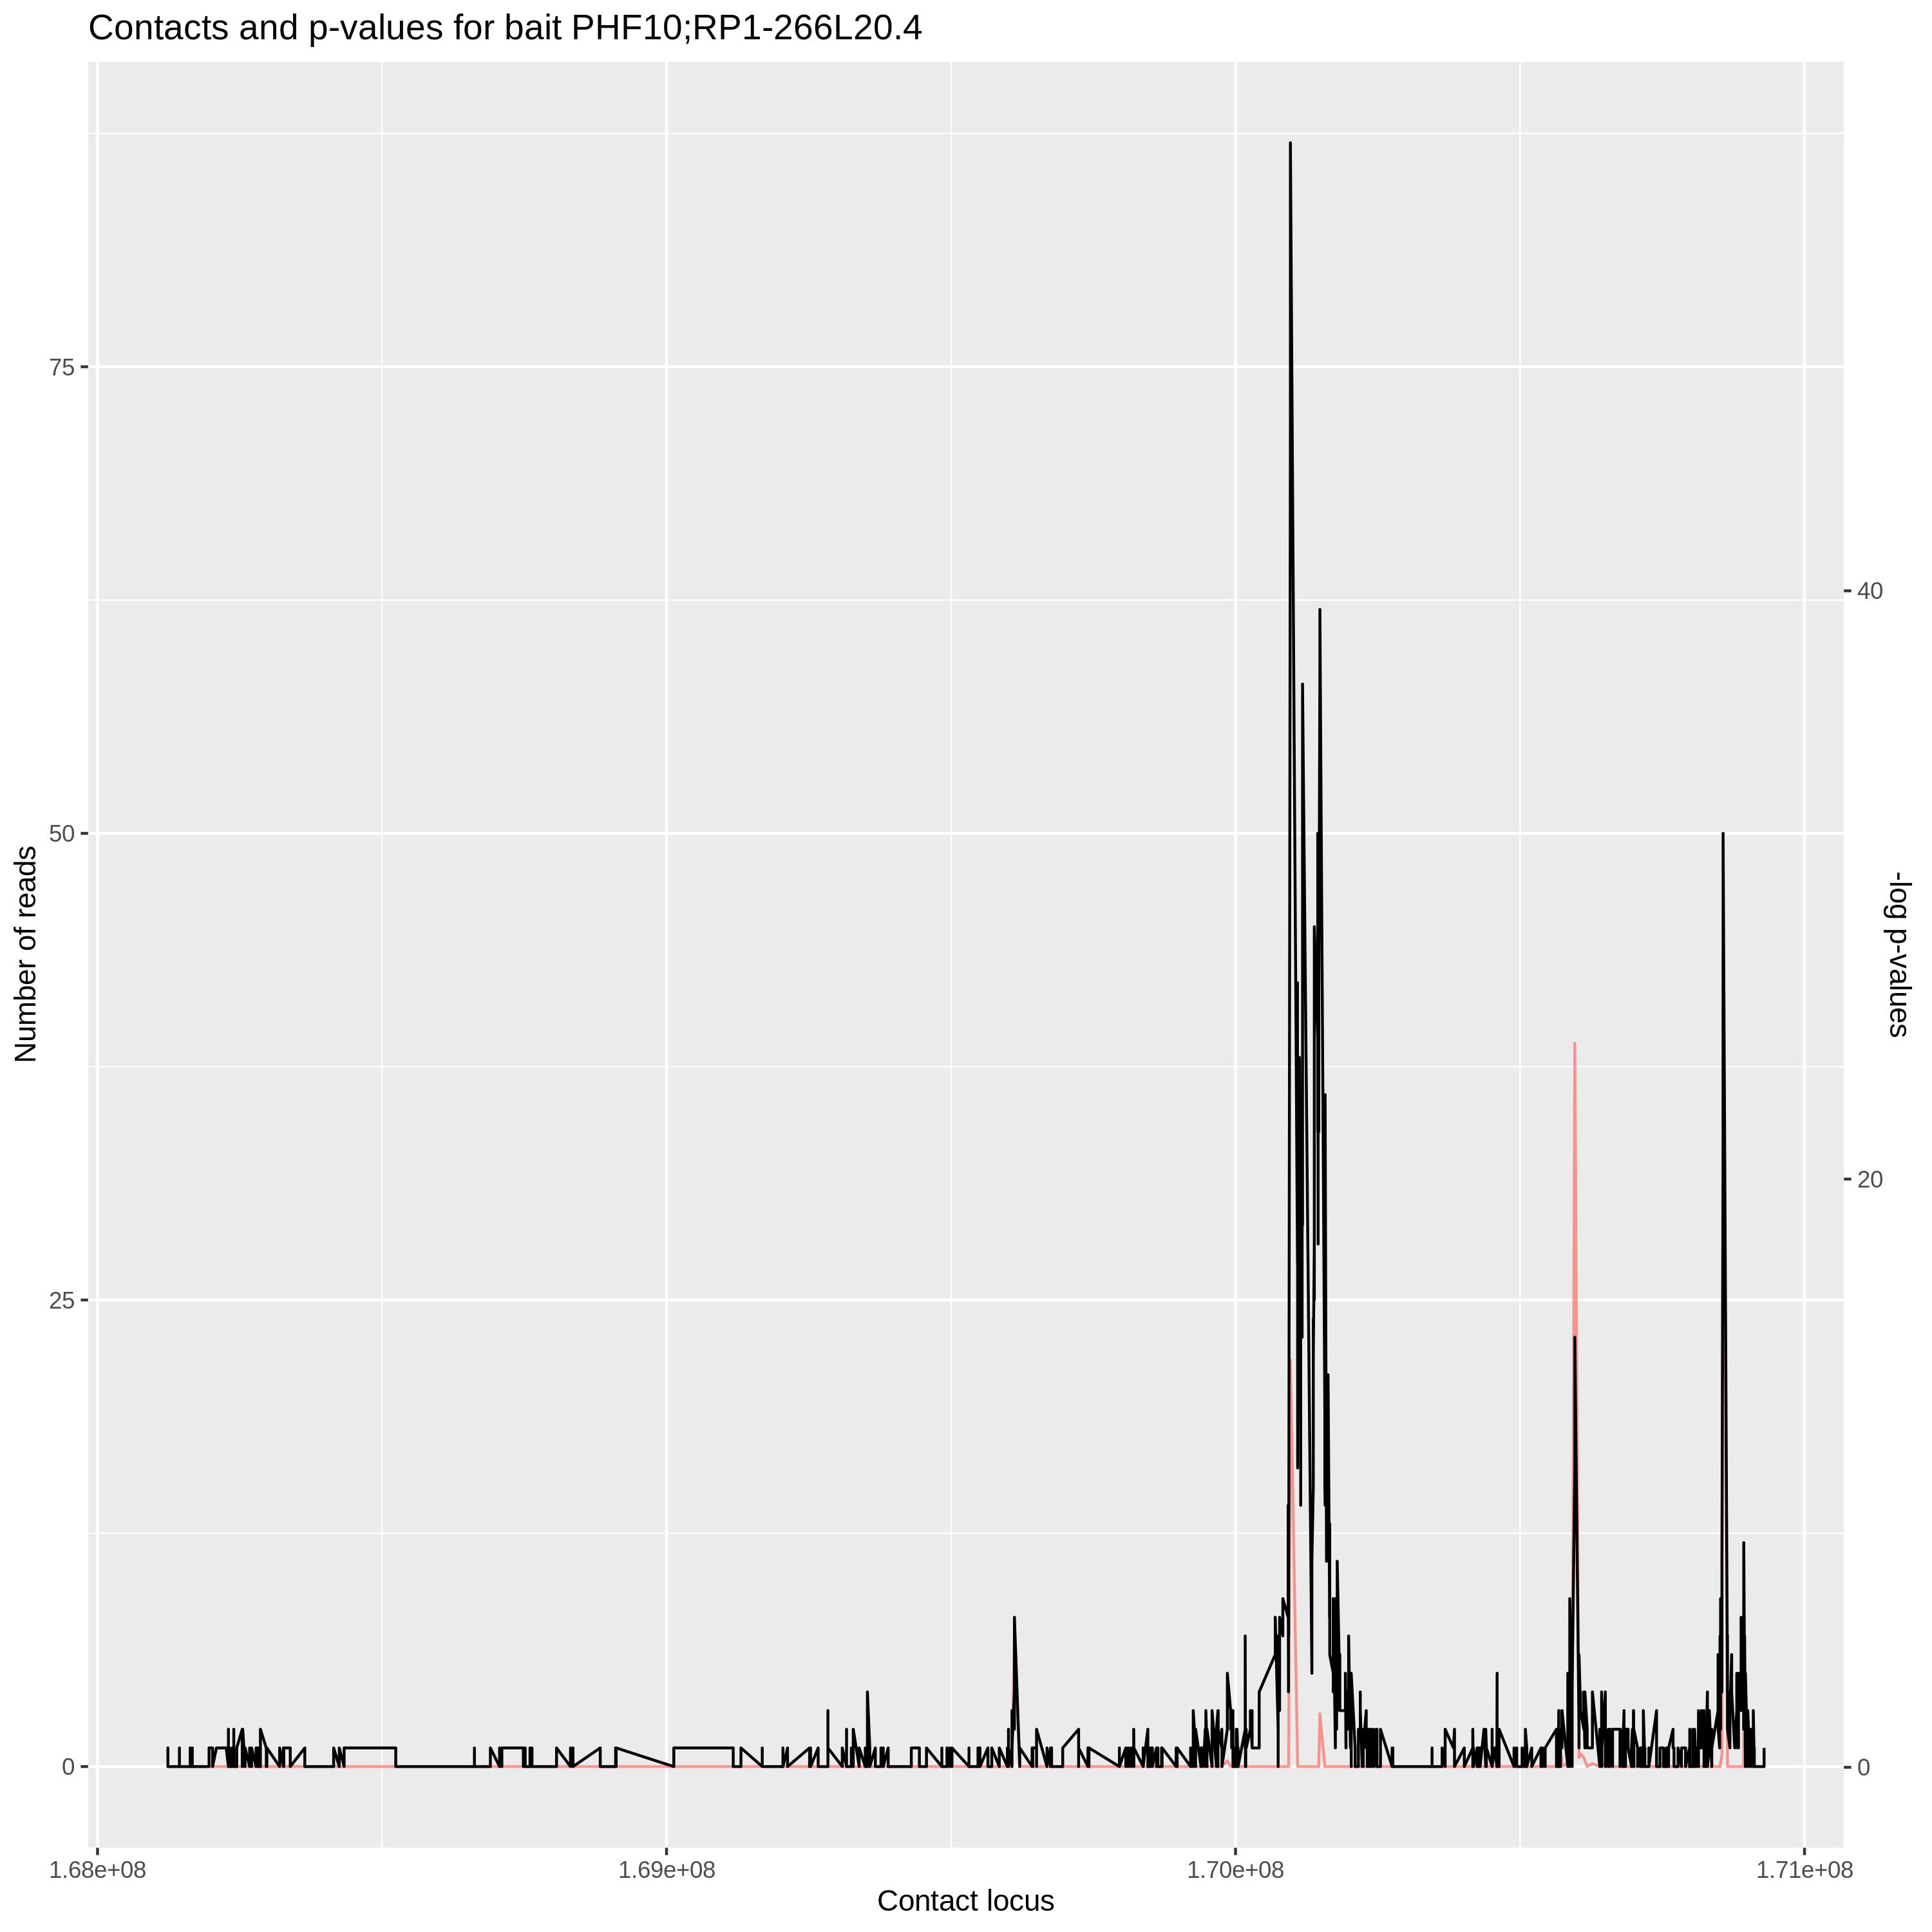 Contacts and p-values for bait PHF10;RP1-266L20.4
75
50
25
0
40
20
0
Number of reads
-log p-values
1.68e+08
1.69e+08
1.70e+08
1.71e+08
Contact locus